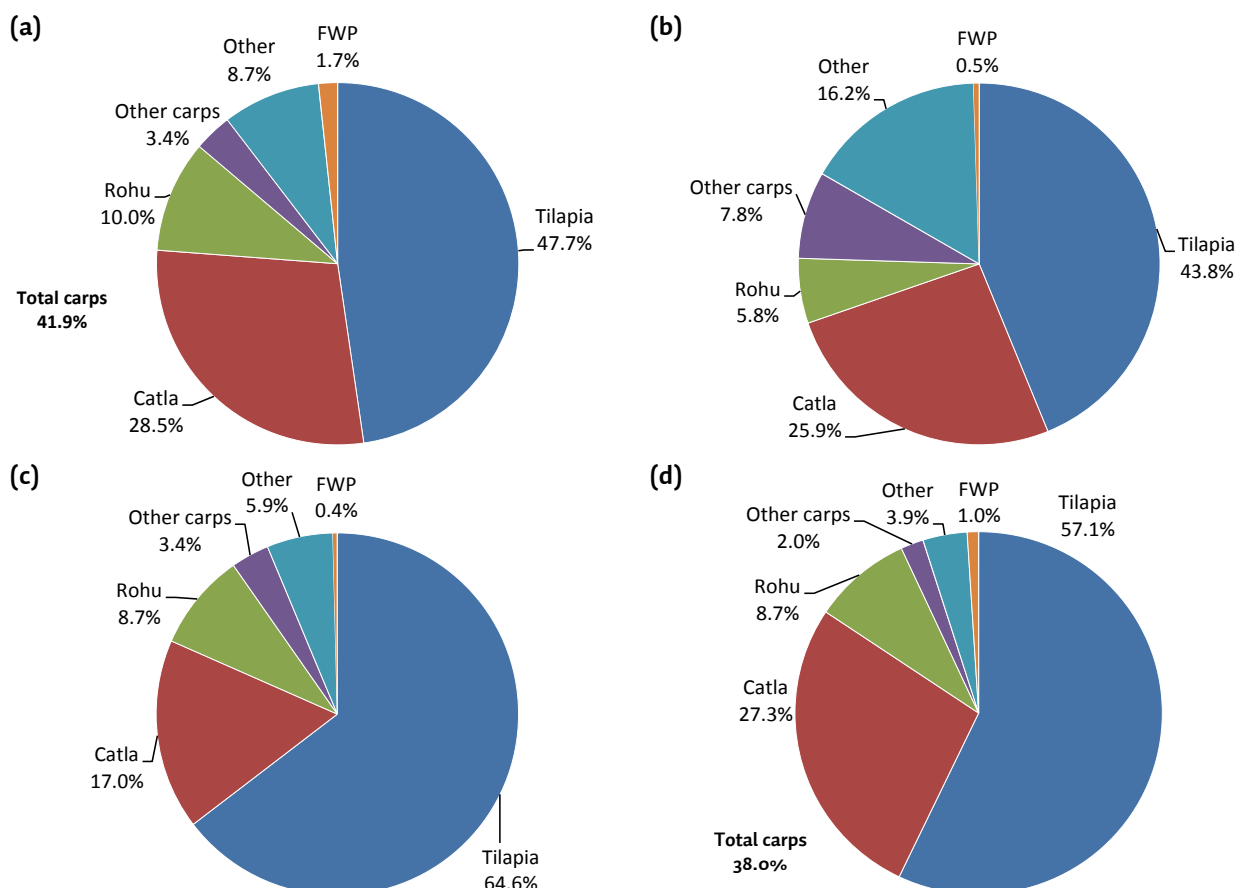 (a)
FWP
1.7%
Other
8.7%
Other carps
3.4%
Rohu
10.0%
Tilapia
47.7%
Total carps
41.9%
Catla
28.5%
(b)
FWP
0.5%
Other
16.2%
Other carps
7.8%
Tilapia
43.8%
Rohu
5.8%
Catla
25.9%
(c)
Other
5.9%
FWP
0.4%
Other carps
3.4%
Rohu
8.7%
Catla
17.0%
Tilapia
64.6%
(d)
Other
3.9%
FWP
1.0%
Tilapia
57.1%
Other carps
2.0%
Rohu
8.7%
Catla
27.3%
Total carps
38.0%